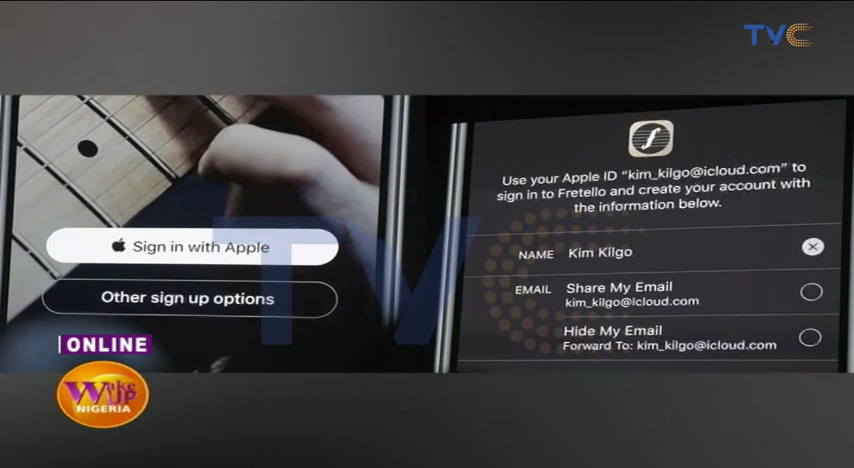 TVC
Sign in with Apple
Other sign up options
Use your Apple ID “kim_kilgo@icloud.com” to
sign in to Fretello and create your account with
the information below.
NAME Kim Kilgo
EMAIL Share My Email
kim_kilgo@icloud.com
Hide My Email
Forward To: kim_kilgo@icloud.com
TVC
ONLINE
Wake
UP
NIGERIA